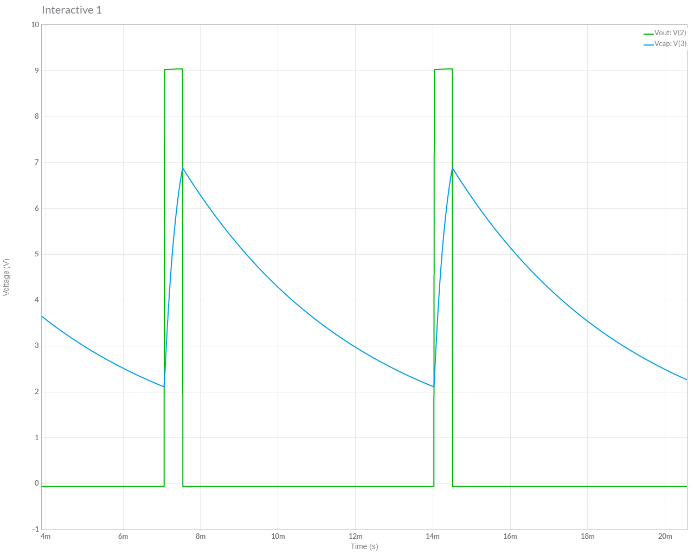 Interactive 1
Vout: V(2)
Vcap: V(3)
10
9
8
7
6
5
4
3
2
1
0
-1
Voltage (V)
4m 6m 8m 10m 12m 14m 16m 18m 20m
Time (s)